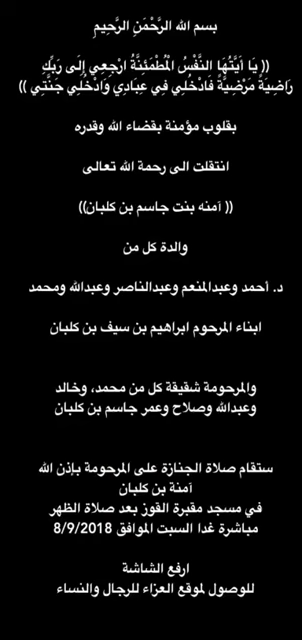 بسم الله الرَّحْمَنِ الرَّحِيمِ
(( يَا أَيَّتُهَا النَّفْسُ الْمُطْمَئِنَّةُ ارْجِعِي إِلَى رَبِّكِ
رَاضِيَةً مَرْضِيَّةً فَادْخُلِي فِي عِبَادِي وَادْخُلِي جَنَّتِي ))
بقلوب مؤمنة بقضاء الله وقدره
انتقلت الى رحمة الله تعالى
(( آمنه بنت جاسم بن كلبان))
والدة كل من
د. أحمد وعبدالمنعم وعبدالناصر وعبدالله ومحمد
ابناء المرحوم ابراهيم بن سيف بن كلبان
والمرحومة شقيقة كل من محمد، وخالد
وعبدالله وصلاح وعمر جاسم بن كلبان
ستقام صلاة الجنازة على المرحومة بإذن الله
آمنة بن كلبان
في مسجد مقبرة القوز بعد صلاة الظهر
مباشرة غدا السبت الموافق 8/9/2018
ارفع الشاشة
للوصول لموقع العزاء للرجال والنساء